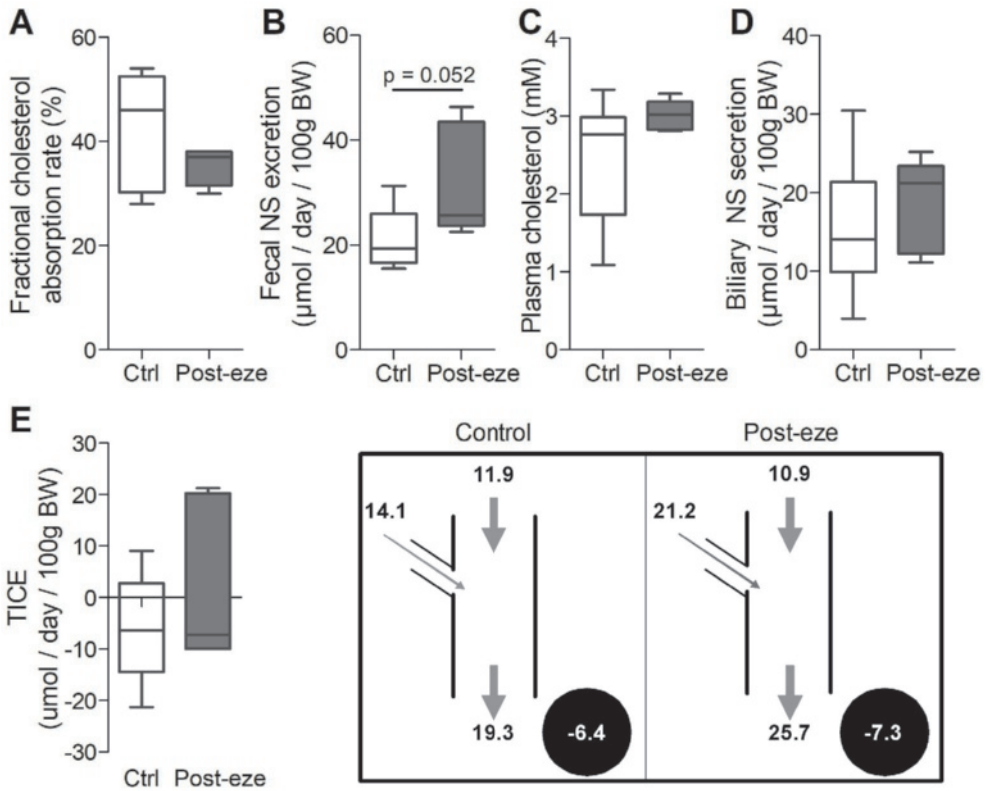 A
Fractional cholesterol
absorption rate (%)
60
40
20
0
Ctrl Post-eze
B
Fecal NS excretion
(µmol / day / 100g BW)
60
40
20
0
p = 0.052
Ctrl Post-eze
C
Plasma cholesterol (mM)
4
3
2
1
0
Ctrl Post-eze
D
Biliary NS secretion
(µmol / day / 100g BW)
40
30
20
10
0
Ctrl Post-eze
E
TICE
(umol / day / 100g BW)
30
20
10
0
-10
-20
-30
Ctrl Post-eze
Control
11.9
14.1
19.3
-6.4
Post-eze
10.9
21.2
25.7
-7.3